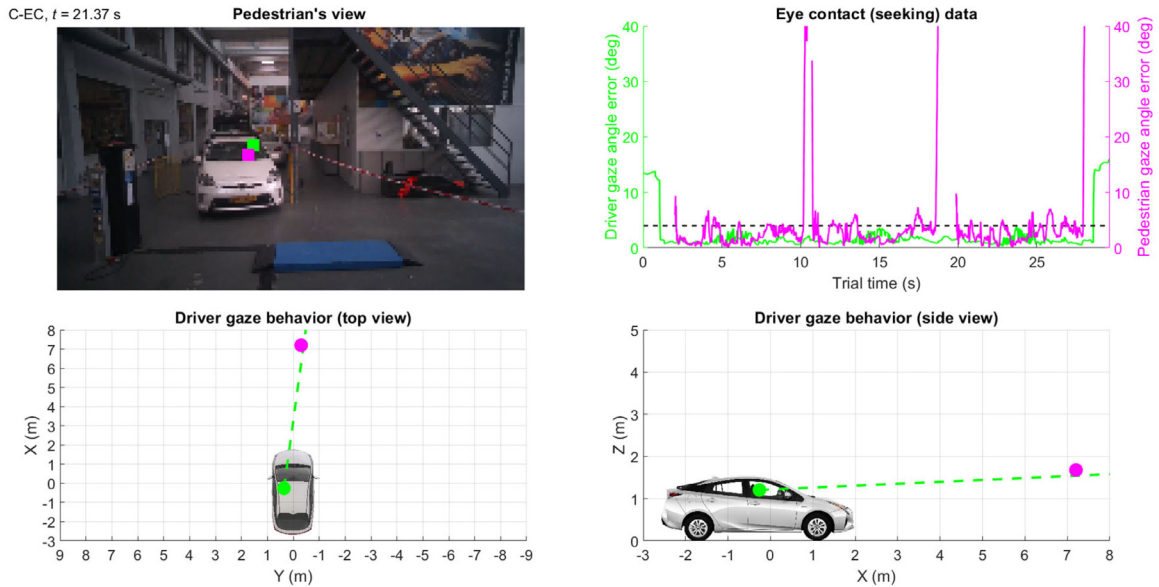 C-EC, t = 21.37 s
Pedestrian's view
Eye contact (seeking) data
Driver gaze angle error (deg)
40
30
20
10
0
0 5 10 15 20 25
Trial time (s)
40
30
20
10
0
Pedestrian gaze angle error (deg)
Driver gaze behavior (top view)
X (m)
8
7
6
5
4
3
2
1
0
-1
-2
-3
9 8 7 6 5 4 3 2 1 0 -1 -2 -3 -4 -5 -6 -7 -8 -9
Y (m)
Driver gaze behavior (side view)
Z (m)
5
4
3
2
1
0
-3 -2 -1 0 1 2 3 4 5 6 7 8
X (m)